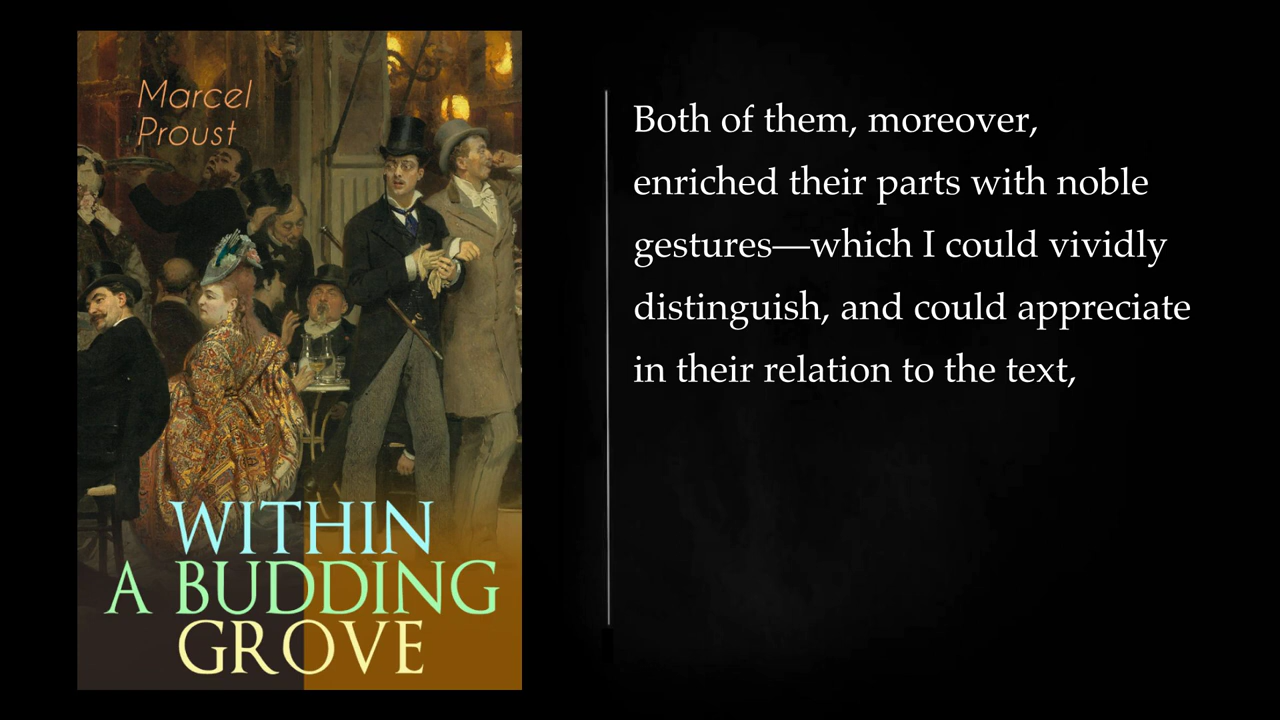 Marcel
Proust
WITHIN
A BUDDING
GROVE
Both of them, moreover,
enriched their parts with noble
gestures—which I could vividly
distinguish, and could appreciate
in their relation to the text,